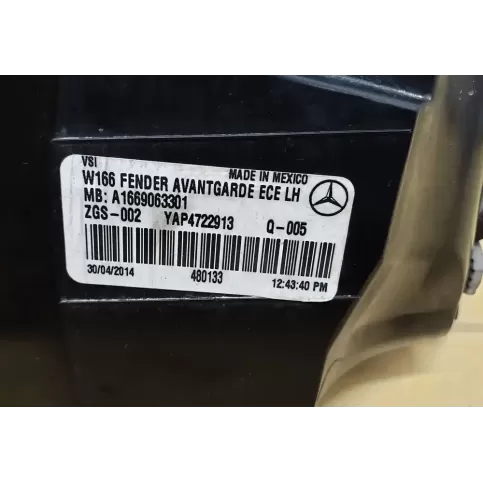 VSI MADE IN MEXICO
W166 FENDER AVANTGARDE ECE LH
MB: A1669063301
ZGS-002 YAP4722913 Q-005
30/04/2014 480133 12:43:40 PM